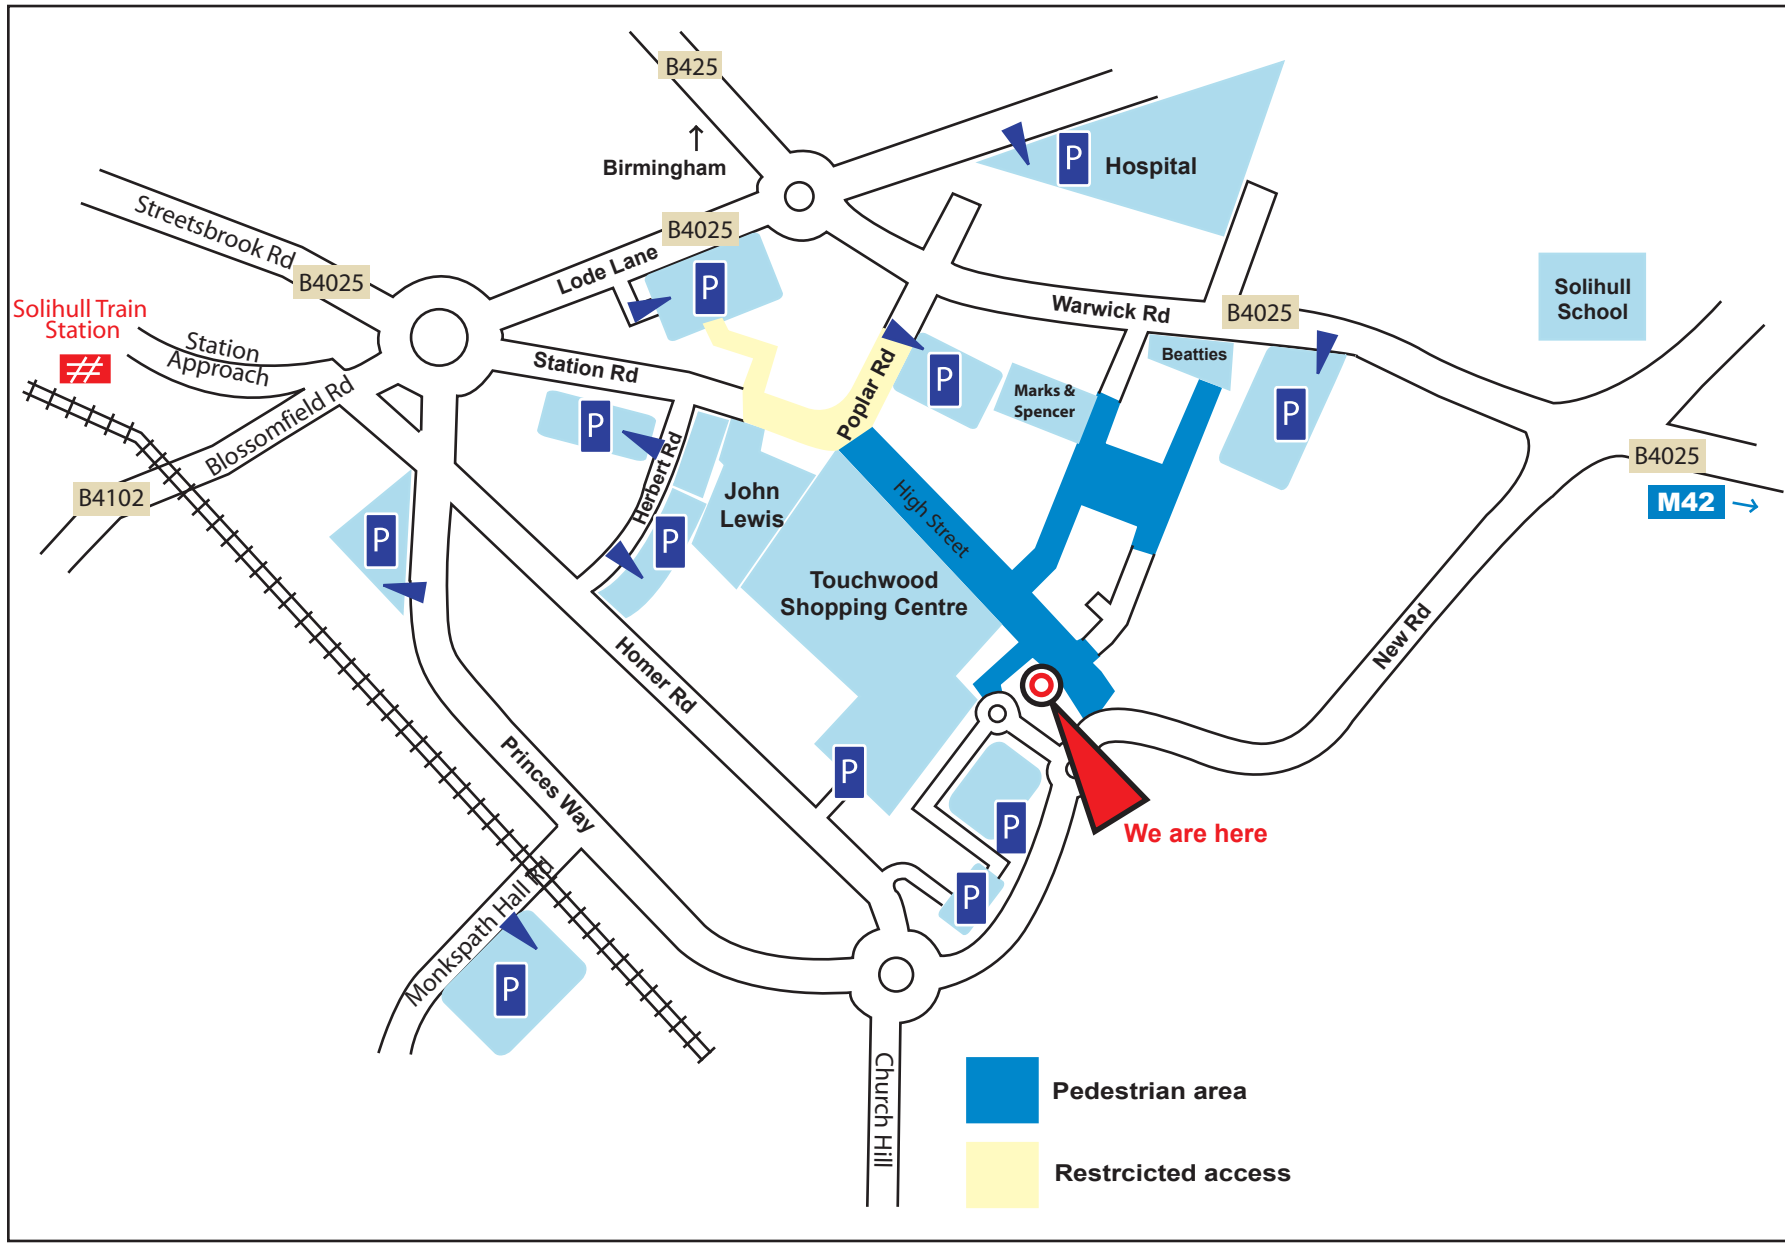 B425
Birmingham
P
Hospital
Streetsbrook Rd
B4025
B4025
Lode Lane
P
Solihull Train
Station
Station
Approach
Station Rd
Warwick Rd
B4025
Solihull
School
Beatties
Poplar Rd
P
Marks &
Spencer
P
P
Blossomfield Rd
B4102
Herbert Rd
John
Lewis
High Street
B4025
M42
P
P
Touchwood
Shopping Centre
Homer Rd
New Rd
Princes Way
P
P
We are here
P
Monkspath Hall Rd
P
Church Hill
Pedestrian area
Restrcicted access